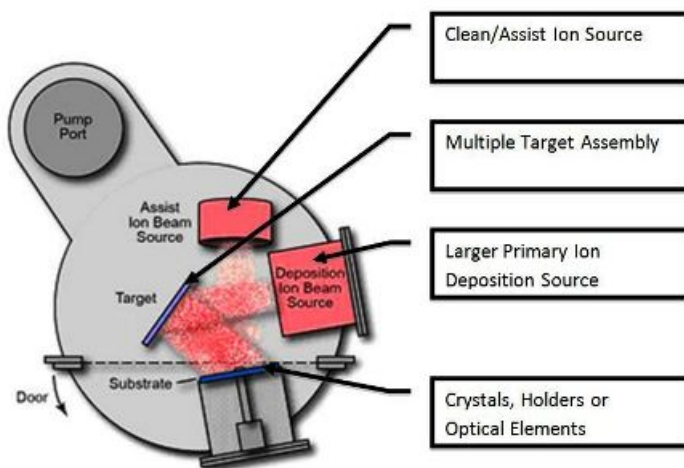 Clean/Assist Ion Source
Pump
Port
Multiple Target Assembly
Assist
Ion Beam
Source
Larger Primary Ion
Deposition Source
Deposition
Ion Beam
Source
Target
Substrate
Door
Crystals, Holders or
Optical Elements